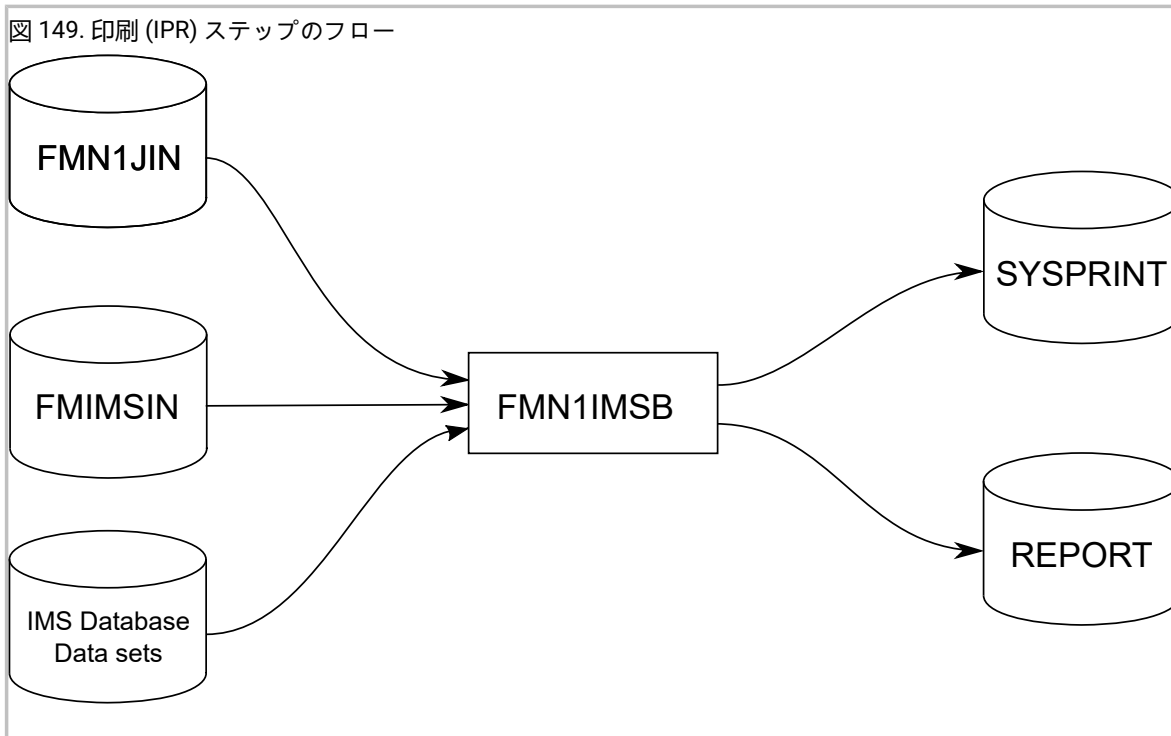 図 149. 印刷 (IPR) ステップのフロー
FMN1JIN
FMIMSIN
IMS Database
Data sets
FMN1IMSB
SYSPRINT
REPORT